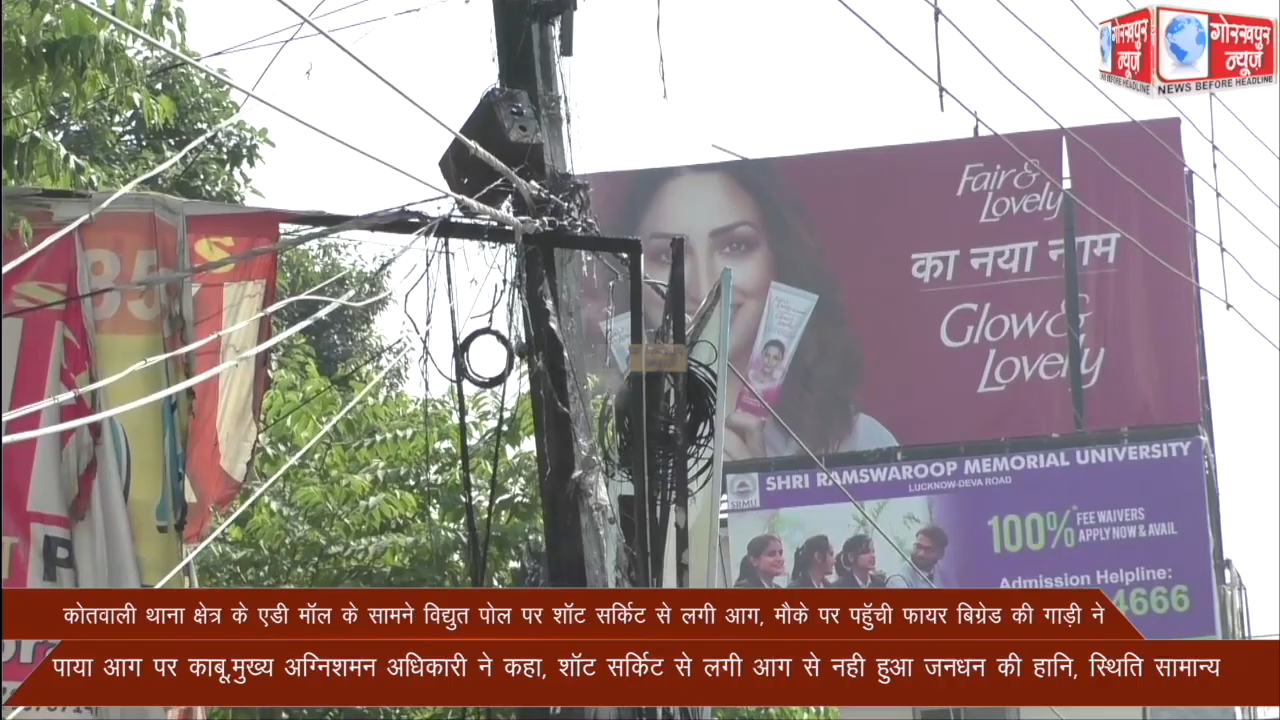 गोरखपुर
न्यूज़
गोरखपुर
न्यूज़
NEWS BEFORE HEADLINE
Fair &
Lovely
का नया नाम
Glow &
Lovely
85
SRMU
SHRI RAMSWAROOP MEMORIAL UNIVERSITY
LUCKNOW-DEVA ROAD
100%* FEE WAIVERS
APPLY NOW & AVAIL
Admission Helpline:
4666
कोतवाली थाना क्षेत्र के एडी मॉल के सामने विद्युत पोल पर शॉट सर्किट से लगी आग, मौके पर पहुँची फायर बिग्रेड की गाड़ी ने
पाया आग पर काबू,मुख्य अग्निशमन अधिकारी ने कहा, शॉट सर्किट से लगी आग से नही हुआ जनधन की हानि, स्थिति सामान्य